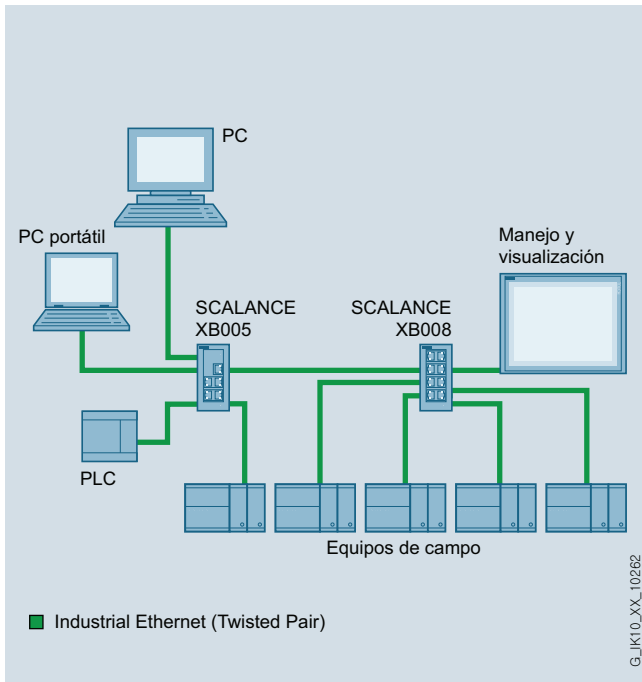 PC
PC portátil
Manejo y
visualización
SCALANCE
XB005
SCALANCE
XB008
PLC
Equipos de campo
Industrial Ethernet (Twisted Pair)
G_IK10_XX_10262